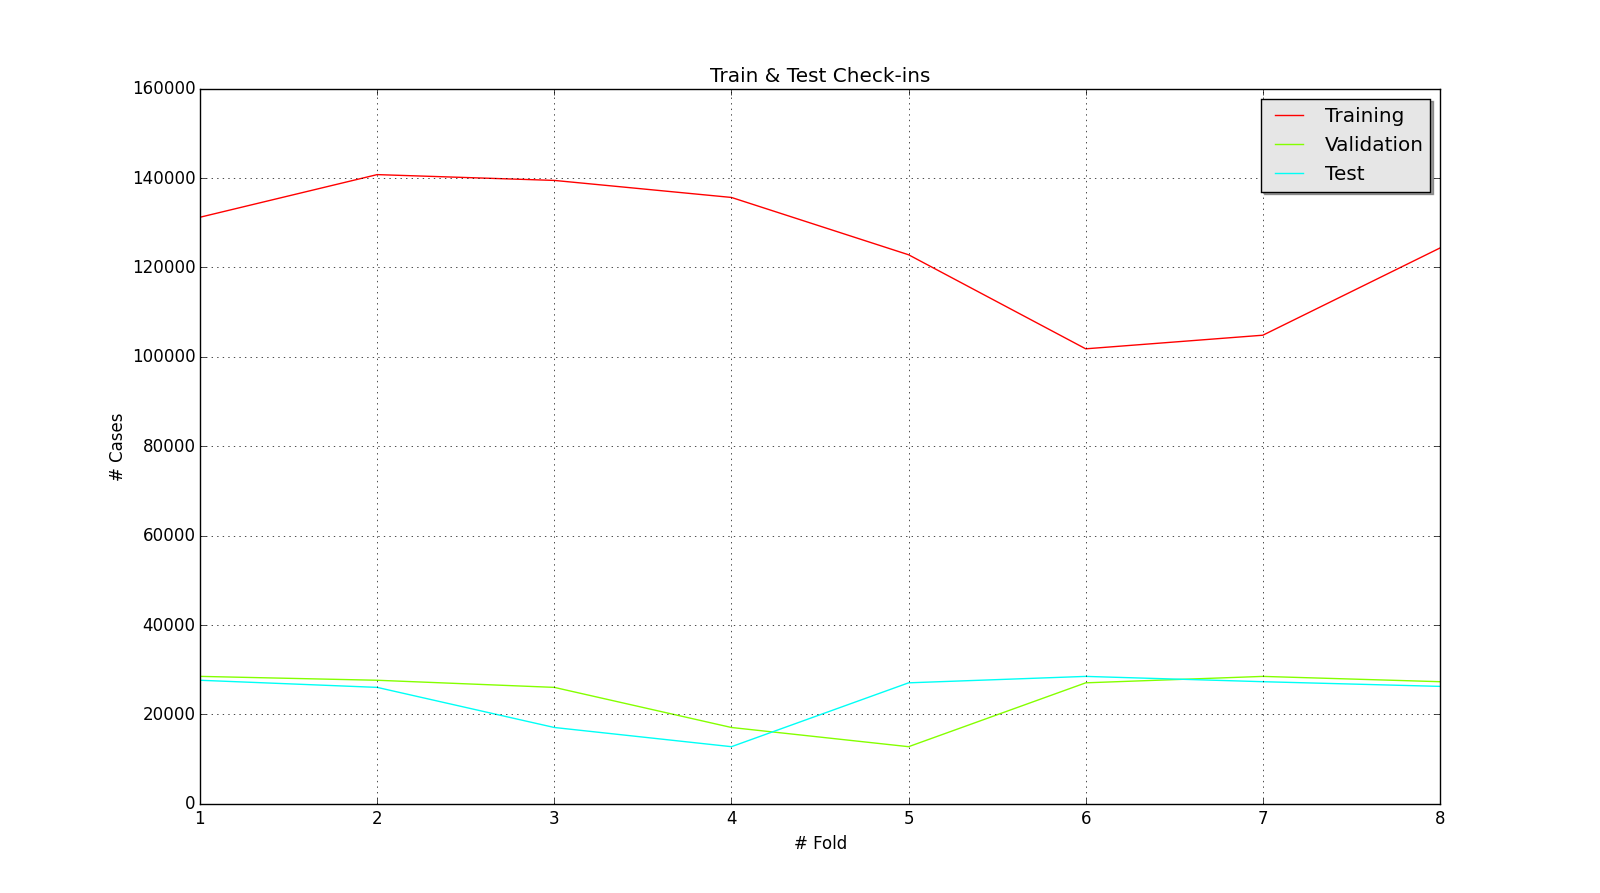 Train & Test Check-ins
160000
140000
120000
100000
80000
60000
40000
20000
0
# Cases
Training
Validation
Test
1 2 3 4 5 6 7 8
# Fold